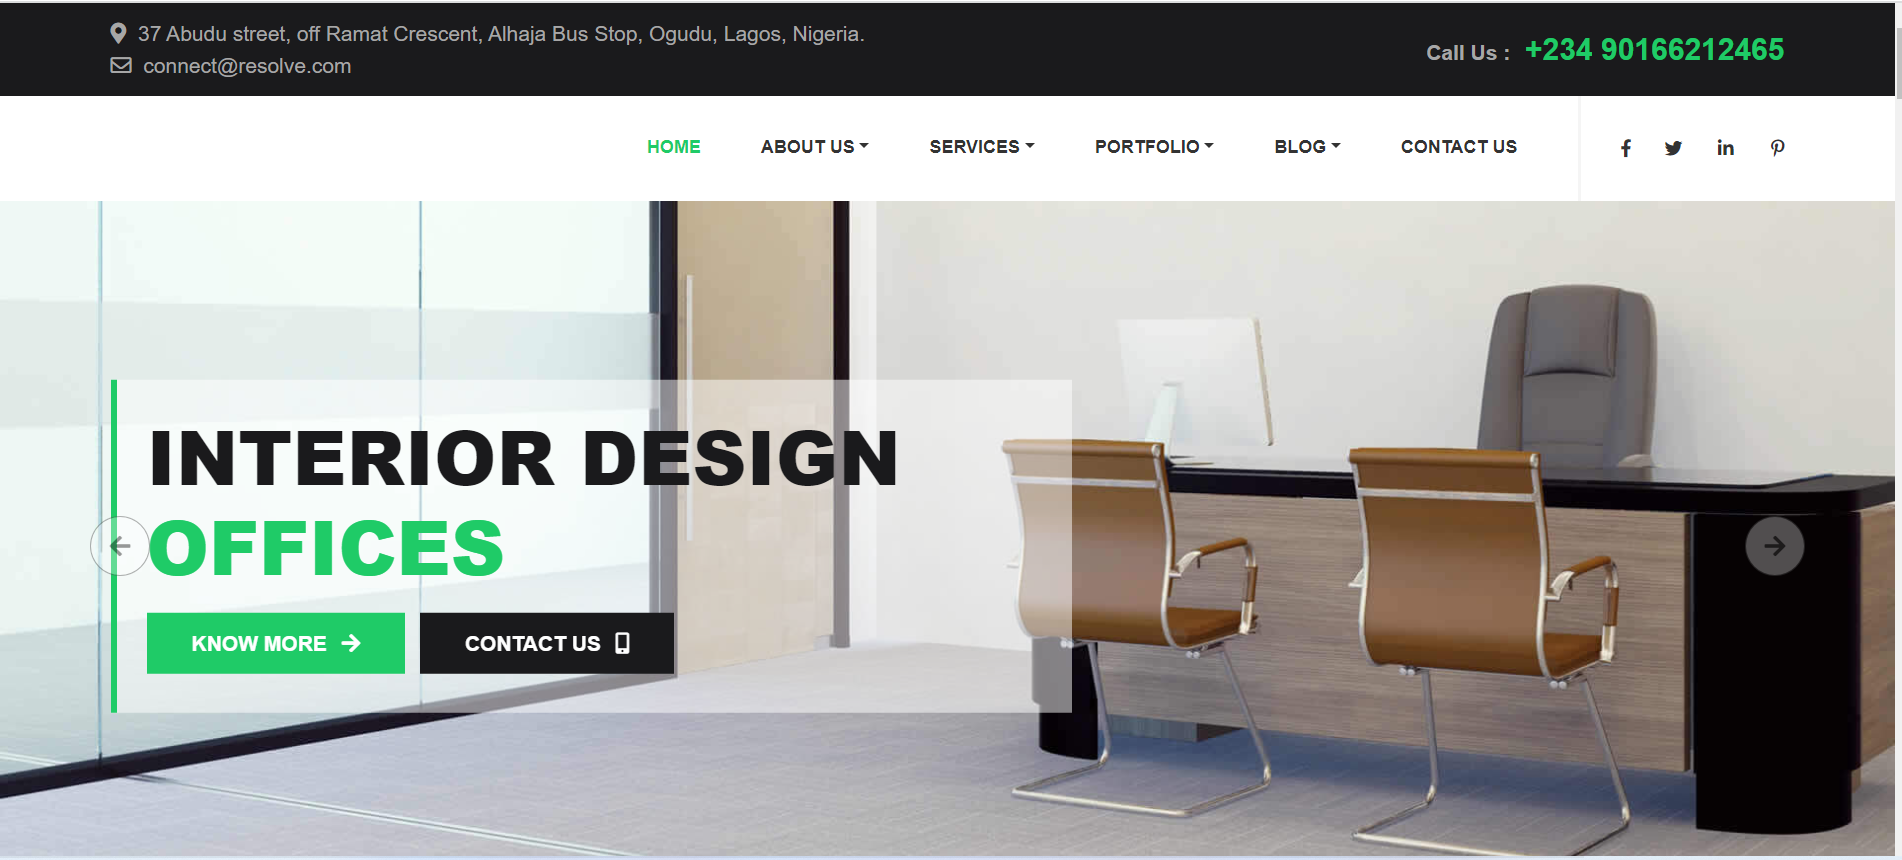 37 Abudu street, off Ramat Crescent, Alhaja Bus Stop, Ogudu, Lagos, Nigeria.
connect@resolve.com
Call Us : +234 90166212465
HOME ABOUT US SERVICES PORTFOLIO BLOG CONTACT US
INTERIOR DESIGN
OFFICES
KNOW MORE CONTACT US